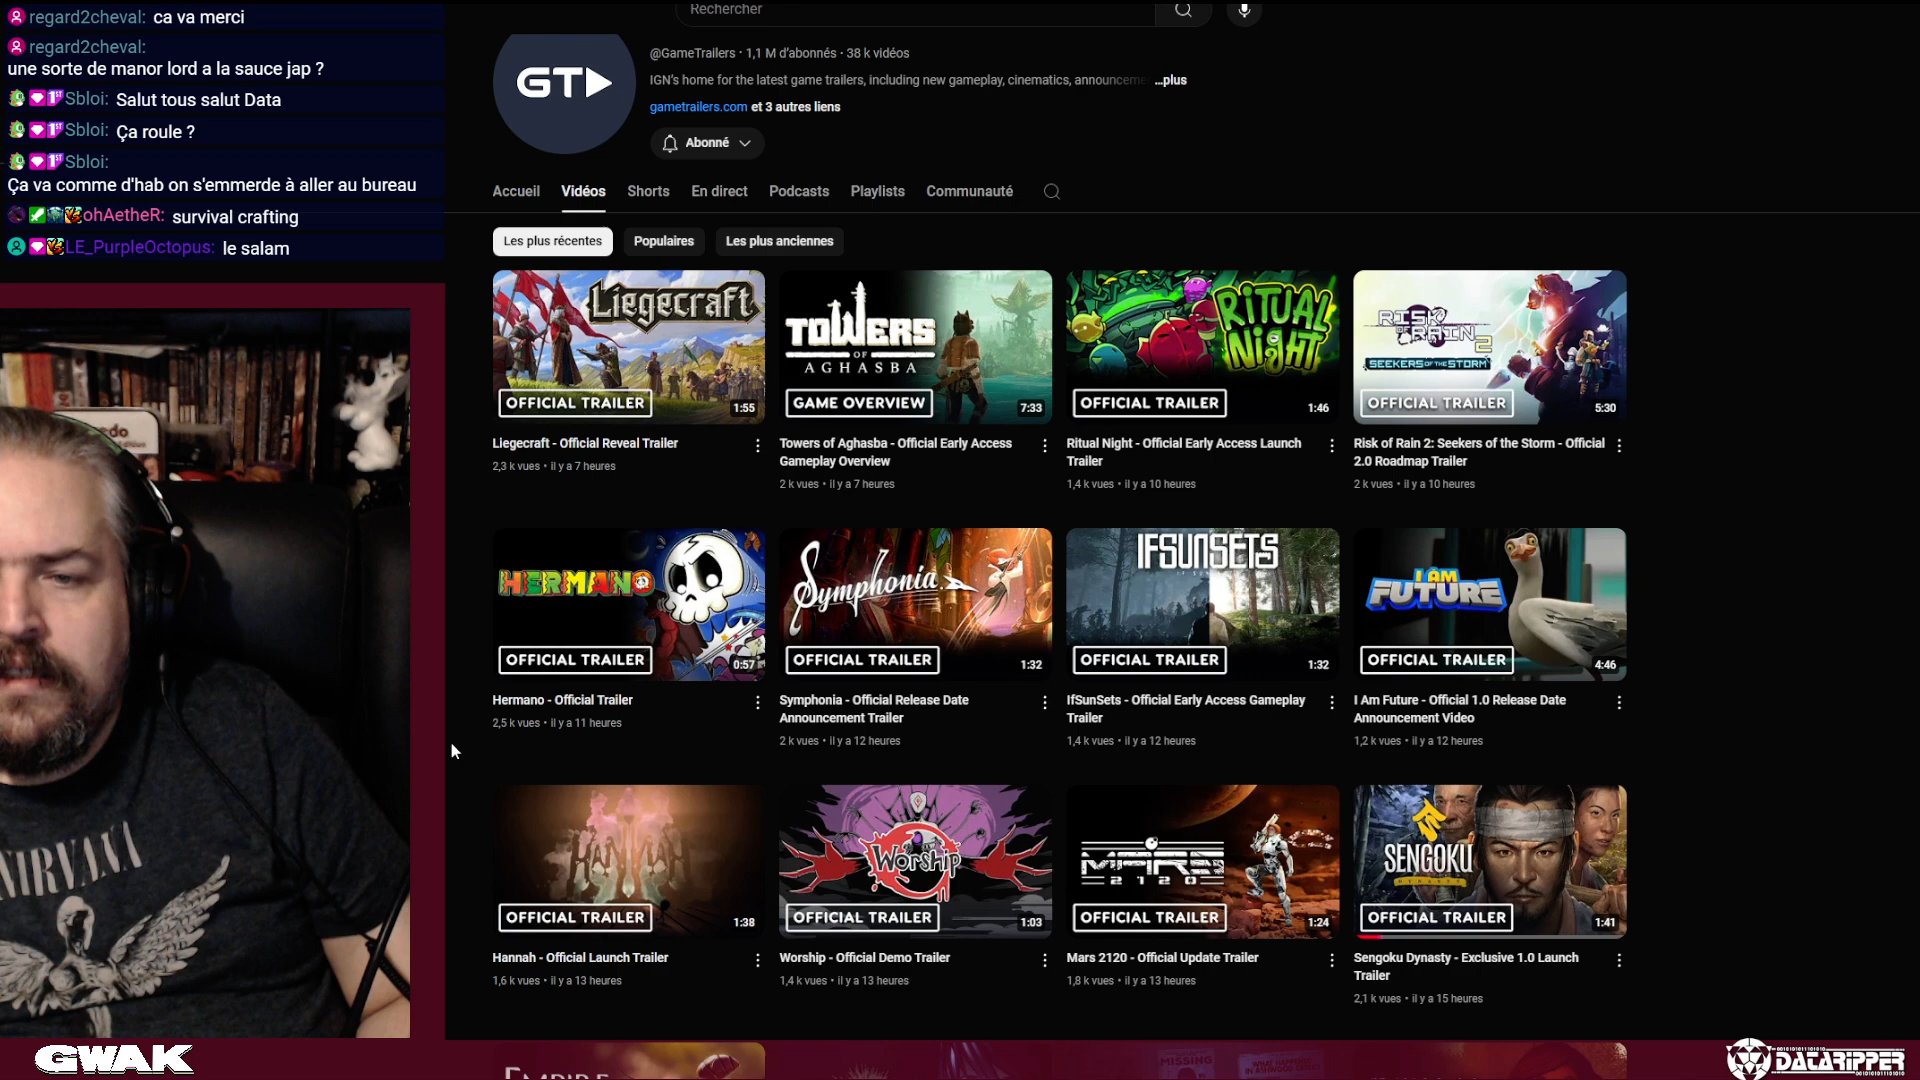 regard2cheval: ca va merci
regard2cheval:
une sorte de manor lord a la sauce jap ?
Sbloi: Salut tous salut Data
Sbloi: Ça roule ?
Sbloi:
Ça va comme d'hab on s'emmerde à aller au bureau
ohAetheR: survival crafting
LE_PurpleOctopus: le salam
Rechercher
GT
@GameTrailers • 1,1 M d'abonnés • 38 k vidéos
IGN's home for the latest game trailers, including new gameplay, cinematics, announceme ...plus
gametrailers.com et 3 autres liens
Abonné
Accueil Vidéos Shorts En direct Podcasts Playlists Communauté
Les plus récentes Populaires Les plus anciennes
Liegecraft
OFFICIAL TRAILER
1:55
Liegecraft - Official Reveal Trailer
2,3 k vues • il y a 7 heures
TOWERS
OF
AGHASBA
GAME OVERVIEW
7:33
Towers of Aghasba - Official Early Access
Gameplay Overview
2 k vues • il y a 7 heures
RITUAL
NIGHT
OFFICIAL TRAILER
1:46
Ritual Night - Official Early Access Launch
Trailer
1,4 k vues • il y a 10 heures
RISK
OF RAIN 2
SEEKERS OF THE STORM
OFFICIAL TRAILER
5:30
Risk of Rain 2: Seekers of the Storm - Official
2.0 Roadmap Trailer
2 k vues • il y a 10 heures
HERMANO
OFFICIAL TRAILER
0:57
Hermano - Official Trailer
2,5 k vues • il y a 11 heures
Symphonia
OFFICIAL TRAILER
1:32
Symphonia - Official Release Date
Announcement Trailer
2 k vues • il y a 12 heures
IFSUNSETS
OFFICIAL TRAILER
1:32
IfSunSets - Official Early Access Gameplay
Trailer
1,4 k vues • il y a 12 heures
I AM
FUTURE
OFFICIAL TRAILER
4:46
I Am Future - Official 1.0 Release Date
Announcement Video
1,2 k vues • il y a 12 heures
HANNAH
OFFICIAL TRAILER
1:38
Hannah - Official Launch Trailer
1,6 k vues • il y a 13 heures
Worship
OFFICIAL TRAILER
1:03
Worship - Official Demo Trailer
1,4 k vues • il y a 13 heures
MARS
2120
OFFICIAL TRAILER
1:24
Mars 2120 - Official Update Trailer
1,8 k vues • il y a 13 heures
SENGOKU
DYNASTY
OFFICIAL TRAILER
1:41
Sengoku Dynasty - Exclusive 1.0 Launch
Trailer
2,1 k vues • il y a 15 heures
NIRVANA
GWAK
EMPIRE
MISSING
DATARIPPER